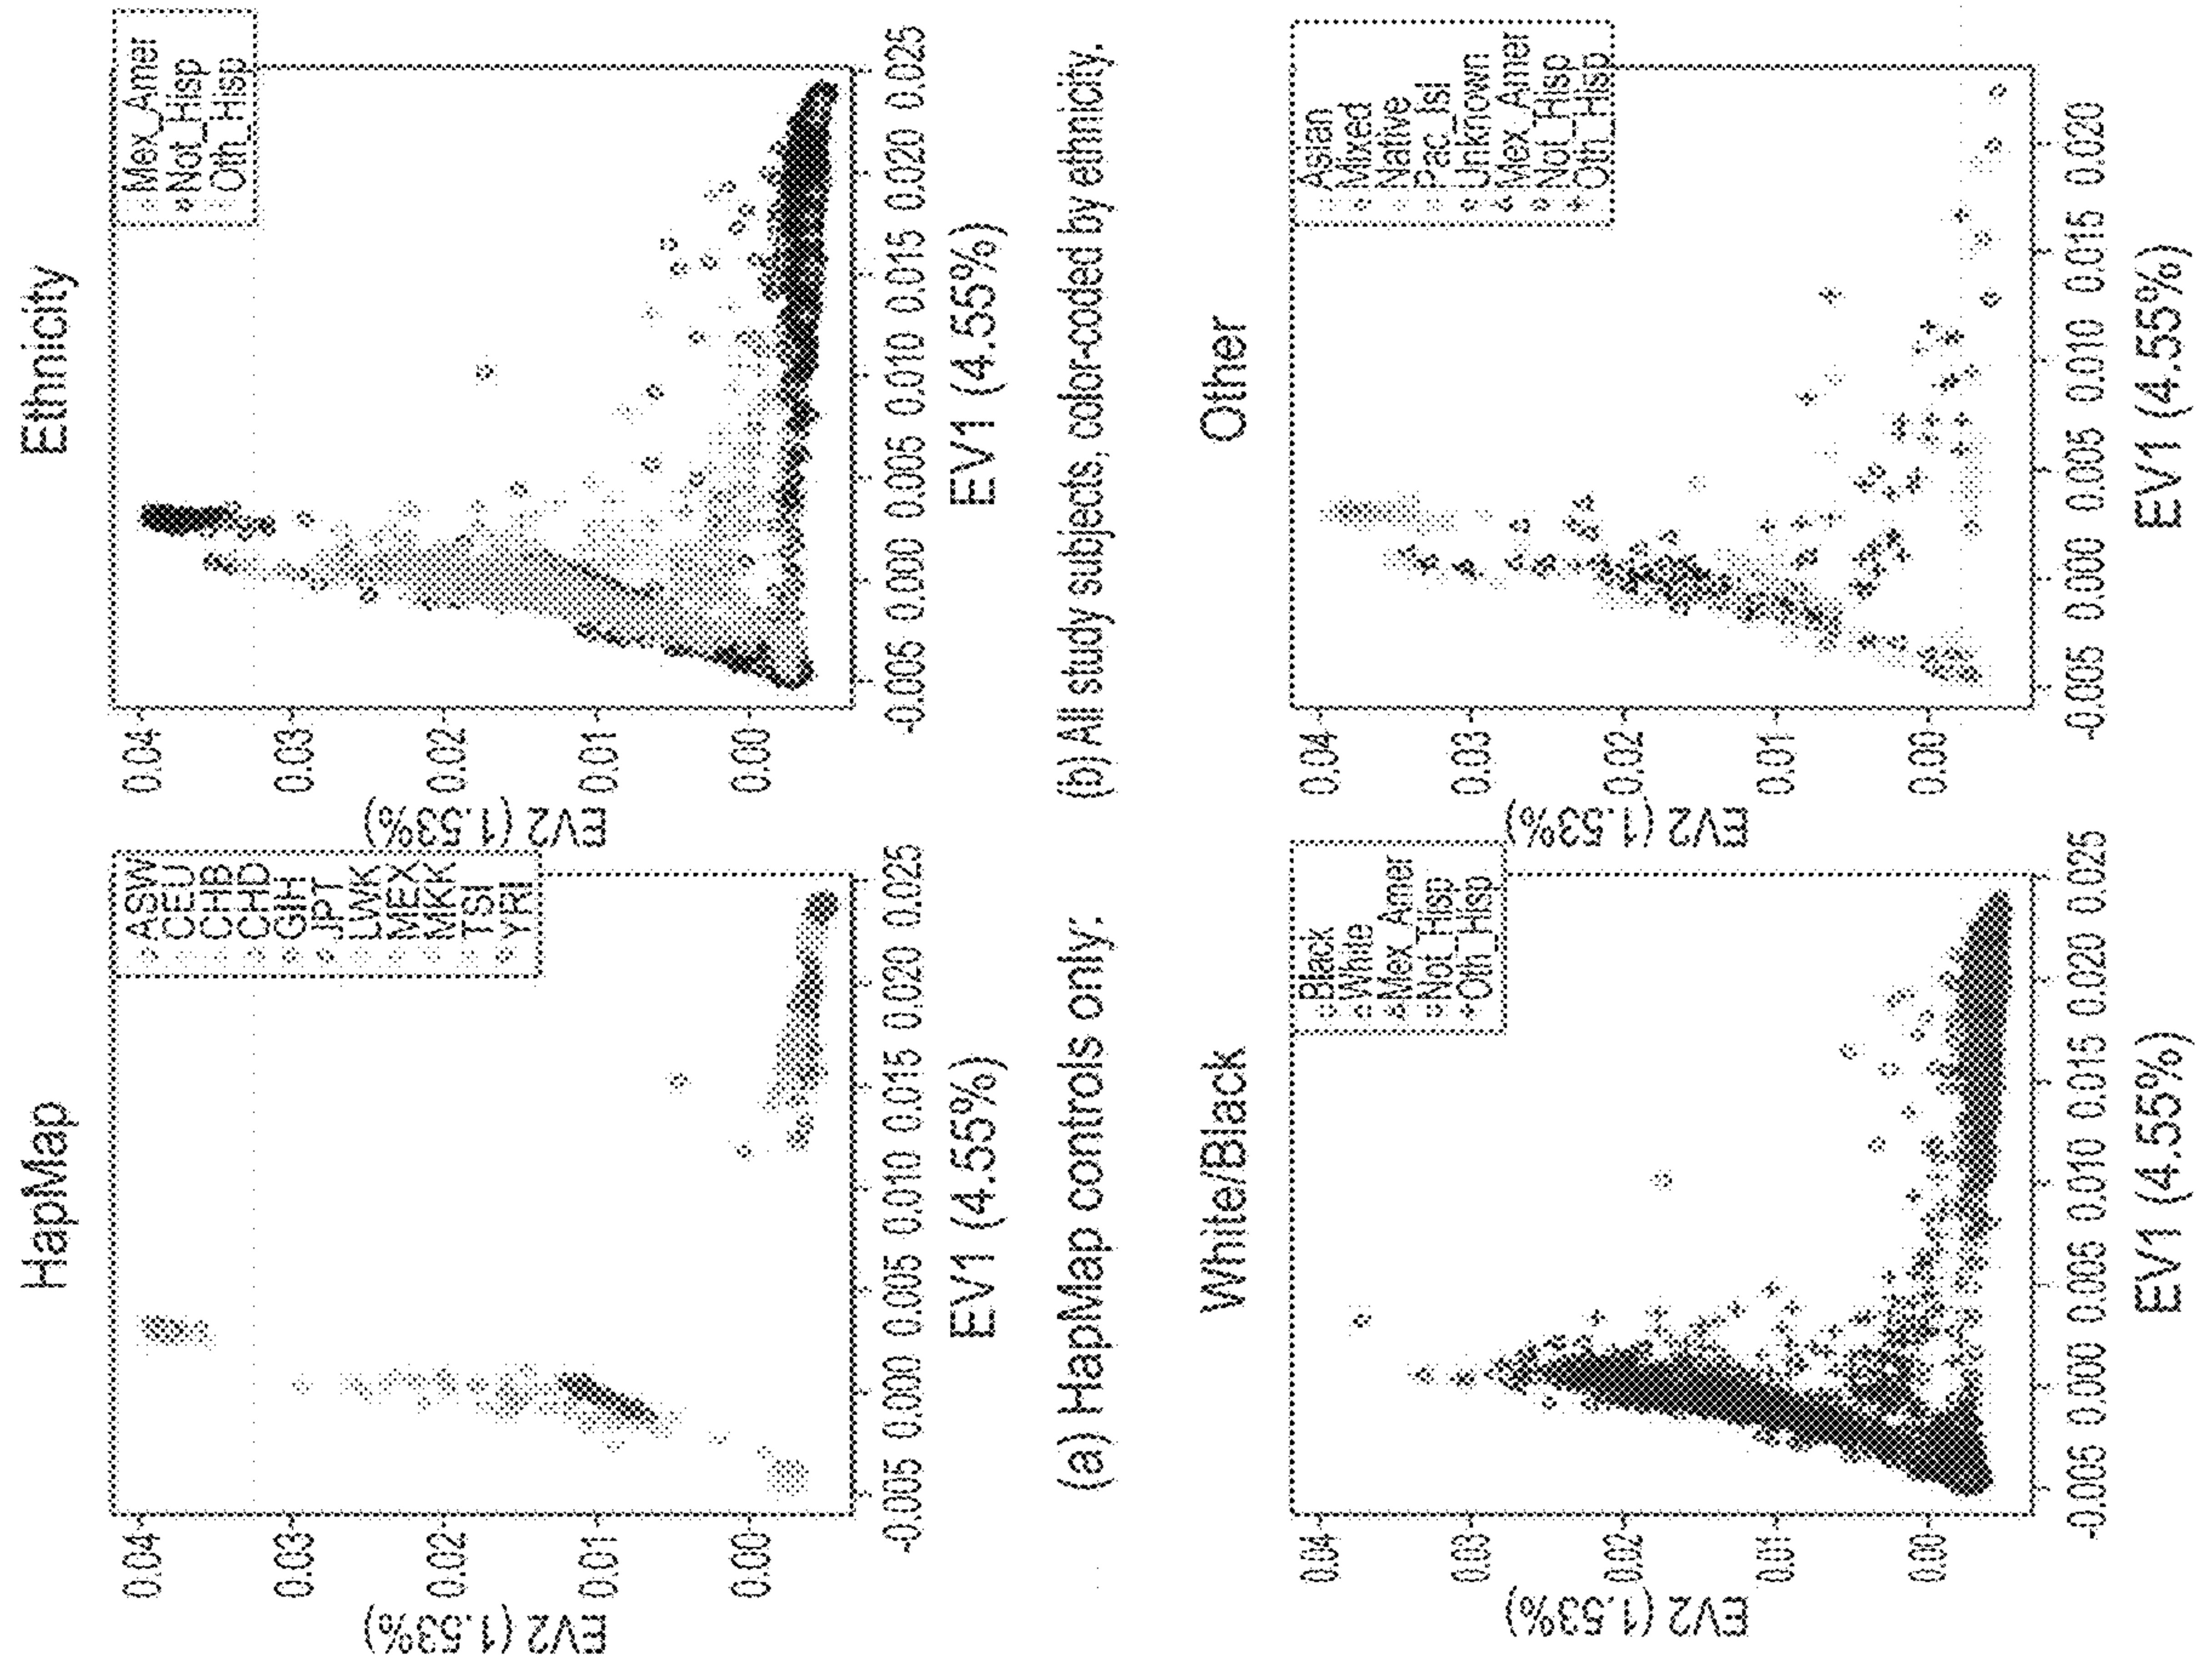 HapMap
EV2 (1.53%)
0.04
0.03
0.02
0.01
0.00
ASW
CEU
CHB
CHD
GIH
JPT
LWK
MEX
MKK
TSI
YRI
-0.005 0.000 0.005 0.010 0.015 0.020 0.025
EV1 (4.55%)
(a) HapMap controls only.
Ethnicity
EV2 (1.53%)
0.04
0.03
0.02
0.01
0.00
Mex_Amer
Not_Hisp
Oth_Hisp
-0.005 0.000 0.005 0.010 0.015 0.020 0.025
EV1 (4.55%)
(b) All study subjects, color-coded by ethnicity.
White/Black
EV2 (1.53%)
0.04
0.03
0.02
0.01
0.00
Black
White
Mex_Amer
Not_Hisp
Oth_Hisp
-0.005 0.000 0.005 0.010 0.015 0.020 0.025
EV1 (4.55%)
Other
EV2 (1.53%)
0.04
0.03
0.02
0.01
0.00
Asian
Mixed
Native
Pac_Isl
Unknown
Mex_Amer
Not_Hisp
Oth_Hisp
-0.005 0.000 0.005 0.010 0.015 0.020
EV1 (4.55%)